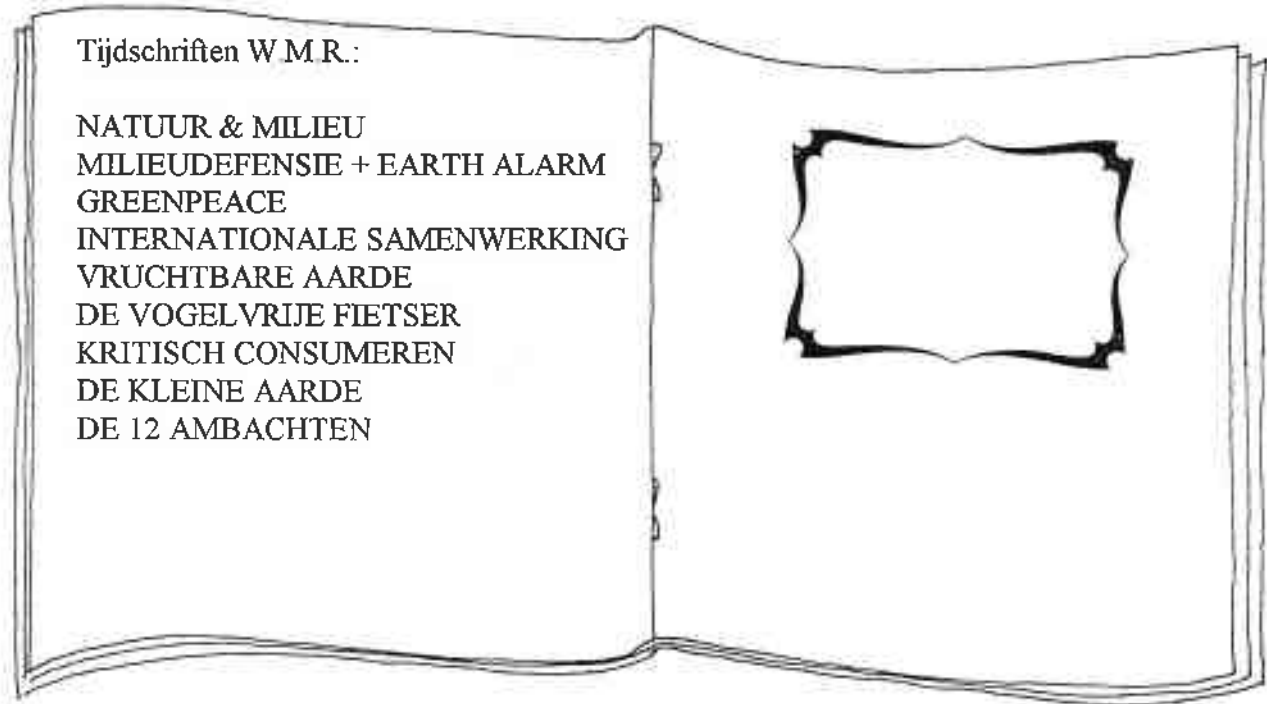 Tijdschriften W.M.R.:
NATUUR & MILIEU
MILIEUDEFENSIE + EARTH ALARM
GREENPEACE
INTERNATIONALE SAMENWERKING
VRUCHTBARE AARDE
DE VOGELVRIJE FIETSER
KRITISCH CONSUMEREN
DE KLEINE AARDE
DE 12 AMBACHTEN